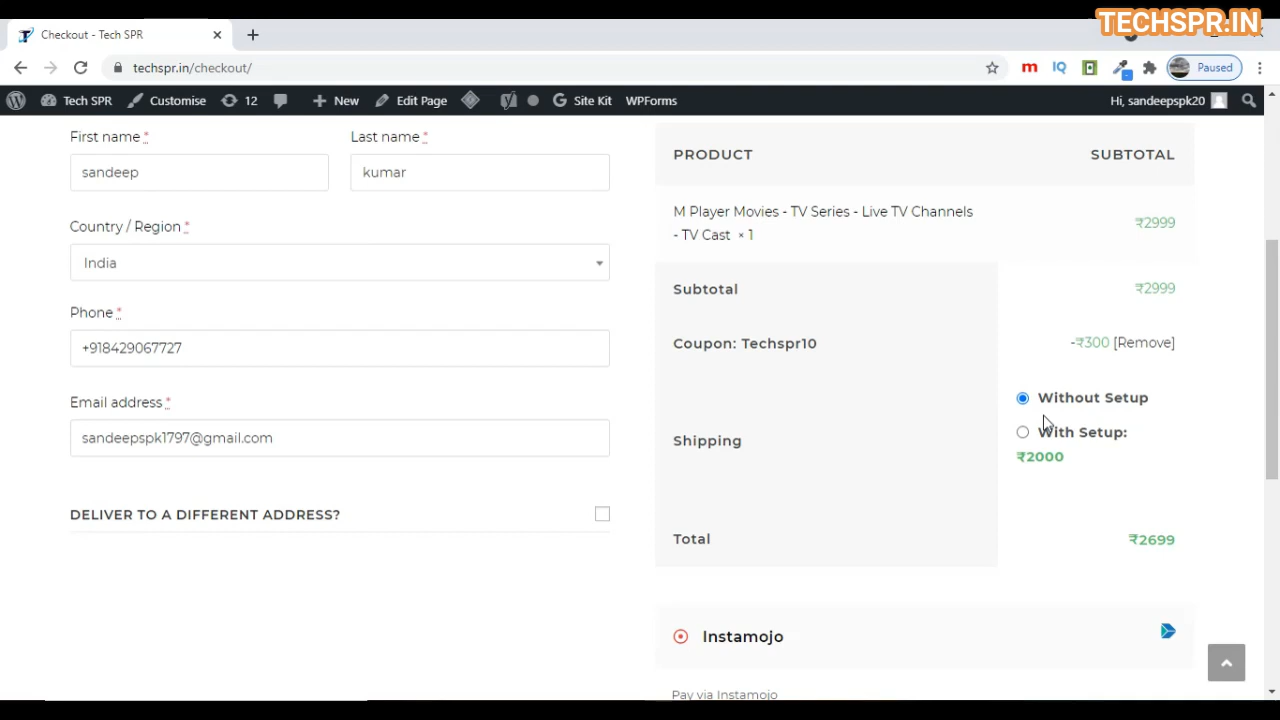 TECHSPR.IN
Checkout - Tech SPR
techspr.in/checkout/
m IQ Paused
Tech SPR Customise 12 New Edit Page Site Kit WPForms Hi, sandeepspk20
First name * Last name *
sandeep kumar
Country / Region *
India
Phone *
+918429067727
Email address *
sandeepspk1797@gmail.com
DELIVER TO A DIFFERENT ADDRESS?
PRODUCT SUBTOTAL
M Player Movies - TV Series - Live TV Channels
- TV Cast × 1 ₹2999
Subtotal ₹2999
Coupon: Techspr10 -₹300 [Remove]
Shipping
Without Setup
With Setup:
₹2000
Total ₹2699
Instamojo
Pay via Instamojo